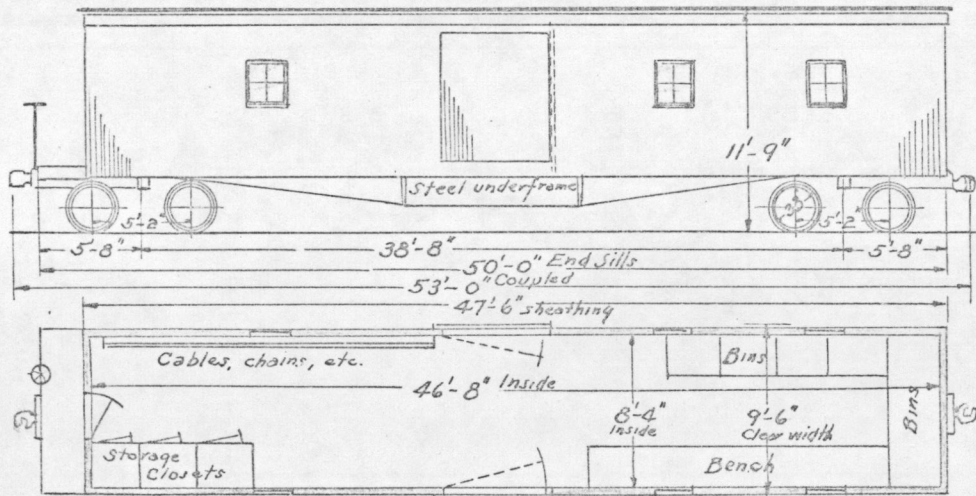 11'-9"
Steel underframe
33"
5'-2"
5'-2"
5'-8"
38'-8"
5'-8"
50'-0" End Sills
53'-0" Coupled
47'-6" sheathing
Cables, chains, etc.
Bins
46'-8" Inside
8'-4"
Inside
9'-6"
Clear width
Bins
Storage
Closets
Bench